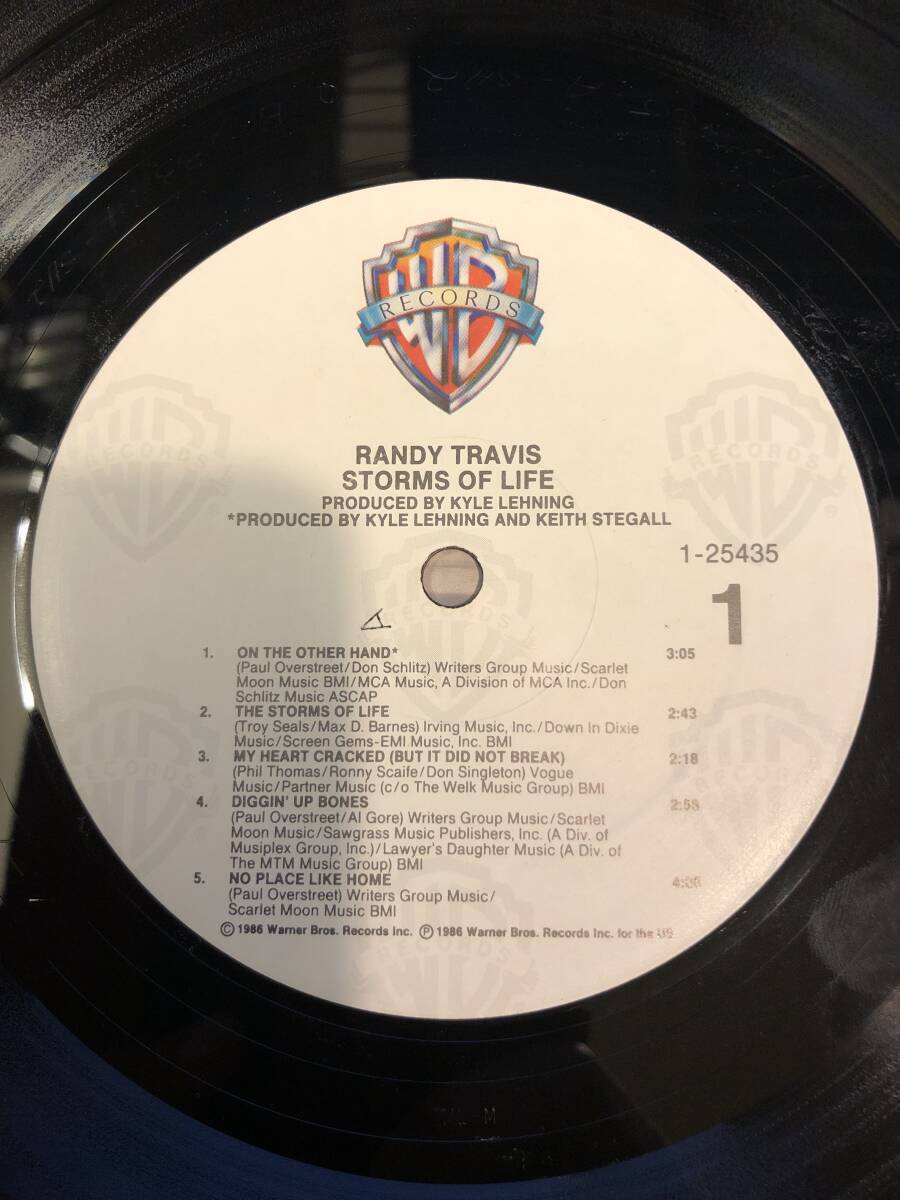 WB
RECORDS
RANDY TRAVIS
STORMS OF LIFE
PRODUCED BY KYLE LEHNING
*PRODUCED BY KYLE LEHNING AND KEITH STEGALL
1-25435
1
1. ON THE OTHER HAND* 3:05
(Paul Overstreet/Don Schlitz) Writers Group Music/Scarlet
Moon Music BMI/MCA Music, A Division of MCA Inc./Don
Schlitz Music ASCAP
2. THE STORMS OF LIFE 2:43
(Troy Seals/Max D. Barnes) Irving Music, Inc./Down In Dixie
Music/Screen Gems-EMI Music, Inc. BMI
3. MY HEART CRACKED (BUT IT DID NOT BREAK) 2:18
(Phil Thomas/Ronny Scaife/Don Singleton) Vogue
Music/Partner Music (c/o The Welk Music Group) BMI
4. DIGGIN' UP BONES
(Paul Overstreet/Al Gore) Writers Group Music/Scarlet
Moon Music/Sawgrass Music Publishers, Inc. (A Div. of
Musiplex Group, Inc.)/Lawyer's Daughter Music (A Div. of
The MTM Music Group) BMI
5. NO PLACE LIKE HOME
(Paul Overstreet) Writers Group Music/
Scarlet Moon Music BMI
© 1986 Warner Bros. Records Inc. ℗ 1986 Warner Bros. Records Inc. for the US